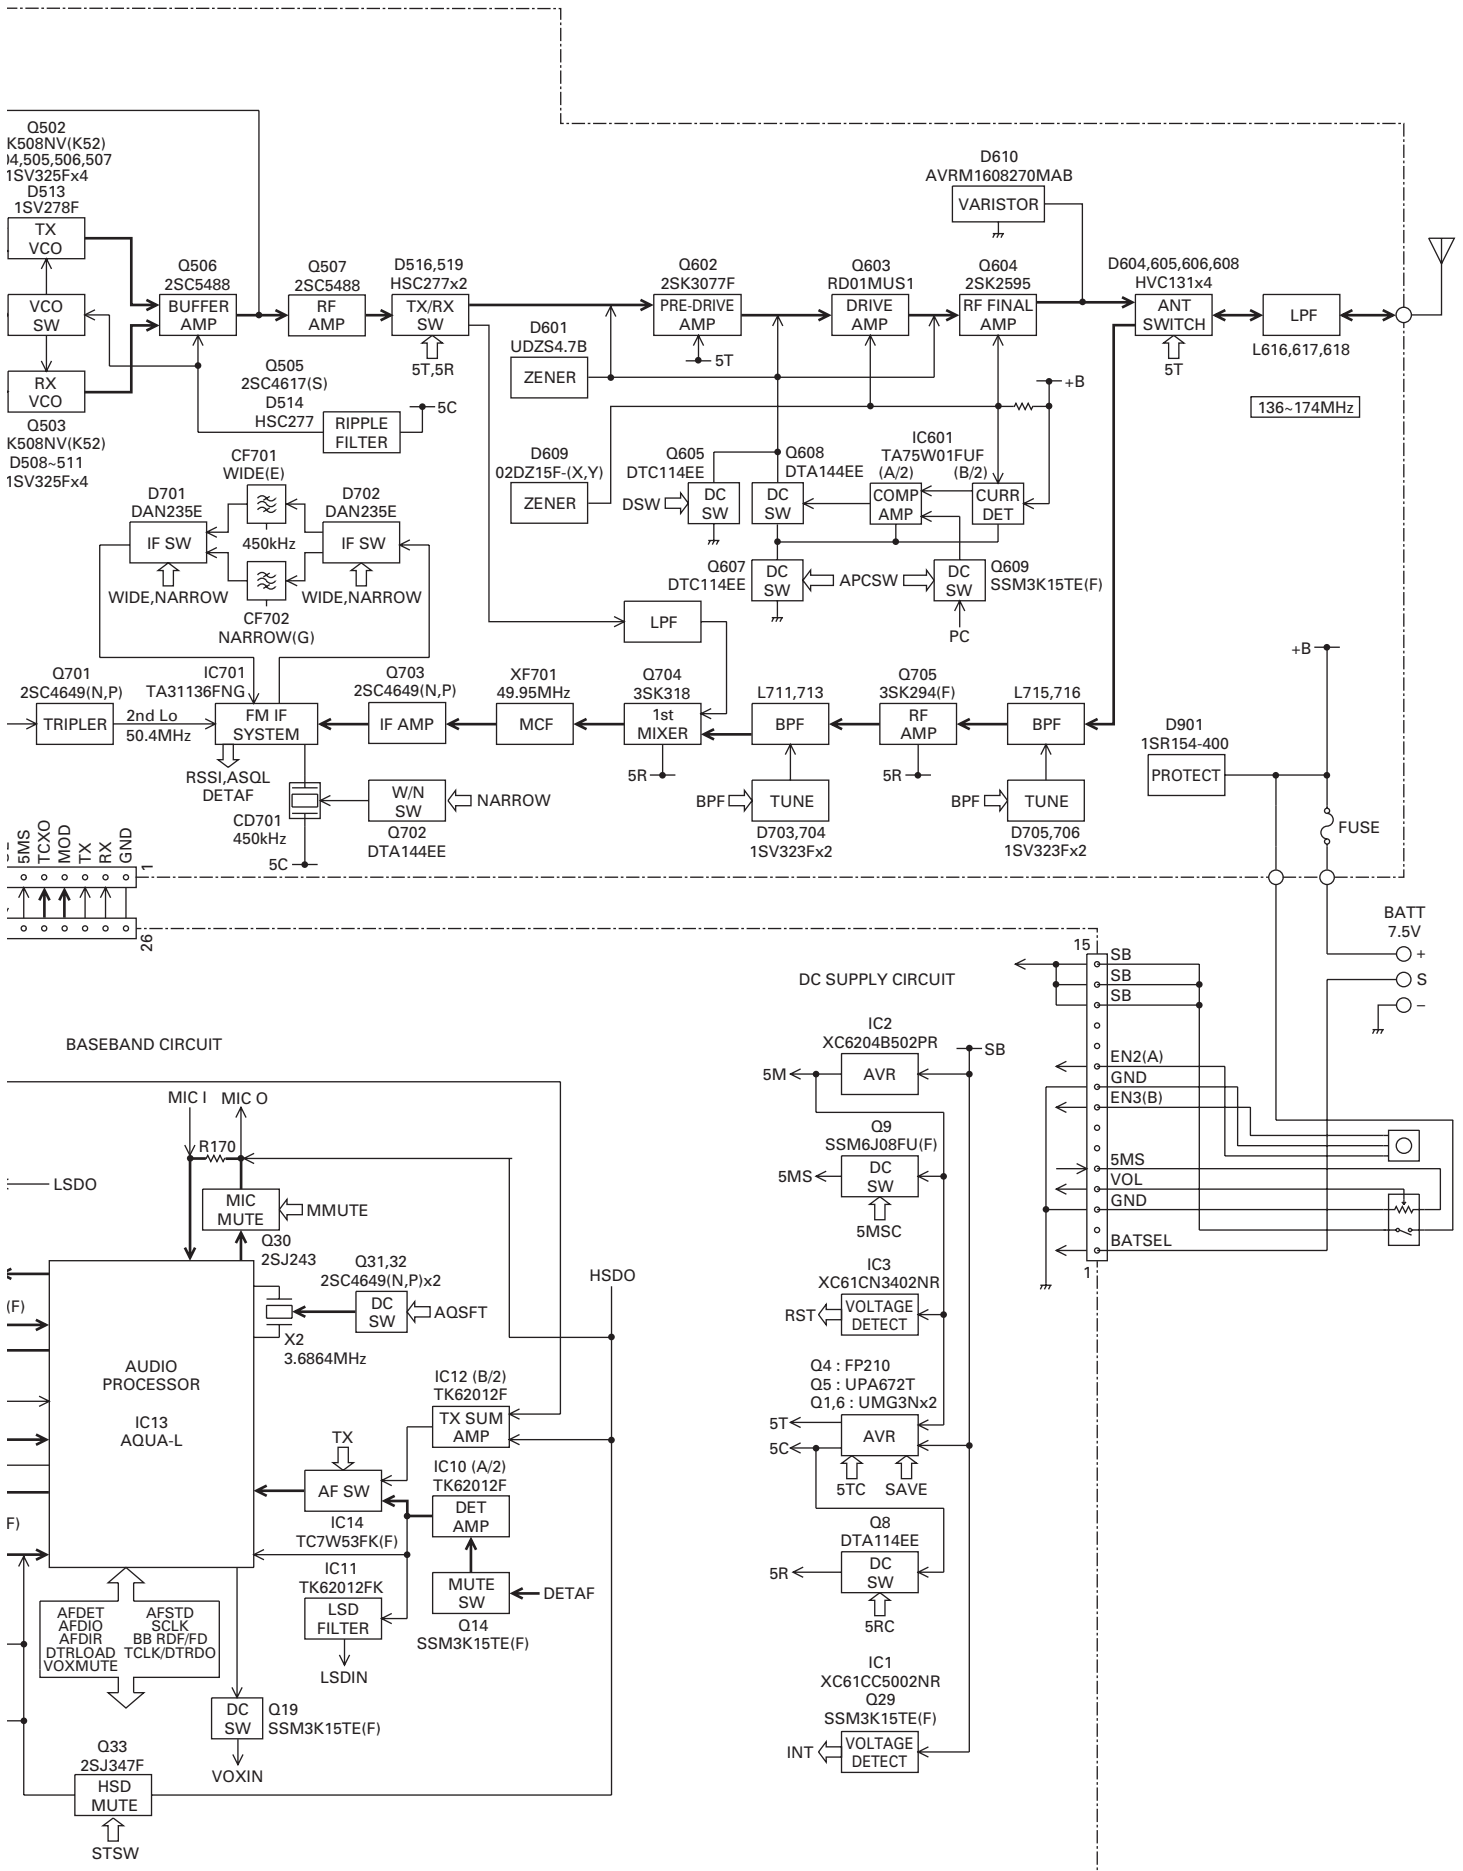 Q502
K508NV(K52)
04,505,506,507
1SV325Fx4
D513
1SV278F
TX
VCO
VCO
SW
RX
VCO
Q503
K508NV(K52)
D508~511
1SV325Fx4
Q506
2SC5488
BUFFER
AMP
Q507
2SC5488
RF
AMP
D516,519
HSC277x2
TX/RX
SW
5T,5R
Q505
2SC4617(S)
D514
HSC277
RIPPLE
FILTER
5C
D601
UDZS4.7B
ZENER
D609
02DZ15F-(X,Y)
ZENER
Q602
2SK3077F
PRE-DRIVE
AMP
5T
Q603
RD01MUS1
DRIVE
AMP
D610
AVRM1608270MAB
VARISTOR
Q604
2SK2595
RF FINAL
AMP
+B
D604,605,606,608
HVC131x4
ANT
SWITCH
5T
LPF
L616,617,618
136~174MHz
CF701
WIDE(E)
450kHz
D701
DAN235E
IF SW
WIDE,NARROW
D702
DAN235E
IF SW
WIDE,NARROW
CF702
NARROW(G)
Q605
DTC114EE
DSW
DC
SW
Q608
DTA144EE
DC
SW
IC601
TA75W01FUF
(A/2)
(B/2)
COMP
AMP
CURR
DET
Q607
DTC114EE
DC
SW
APCSW
DC
SW
Q609
SSM3K15TE(F)
PC
LPF
Q701
2SC4649(N,P)
TRIPLER
2nd Lo
50.4MHz
IC701
TA31136FNG
FM IF
SYSTEM
RSSI,ASQL
DETAF
Q703
2SC4649(N,P)
IF AMP
XF701
49.95MHz
MCF
Q704
3SK318
1st
MIXER
5R
L711,713
BPF
Q705
3SK294(F)
RF
AMP
5R
L715,716
BPF
BPF
TUNE
D703,704
1SV323Fx2
BPF
TUNE
D705,706
1SV323Fx2
CD701
450kHz
5C
W/N
SW
NARROW
Q702
DTA144EE
+B
D901
1SR154-400
PROTECT
FUSE
5MS
TCXO
MOD
TX
RX
GND
1
26
BATT
7.5V
+
S
–
15
SB
SB
SB
EN2(A)
GND
EN3(B)
5MS
VOL
GND
BATSEL
1
BASEBAND CIRCUIT
DC SUPPLY CIRCUIT
MIC I
MIC O
R170
LSDO
MIC
MUTE
MMUTE
Q30
2SJ243
Q31,32
2SC4649(N,P)x2
DC
SW
AQSFT
X2
3.6864MHz
HSDO
(F)
F)
AUDIO
PROCESSOR
IC13
AQUA-L
IC12 (B/2)
TK62012F
TX SUM
AMP
TX
AF SW
IC14
TC7W53FK(F)
IC10 (A/2)
TK62012F
DET
AMP
MUTE
SW
DETAF
Q14
SSM3K15TE(F)
IC11
TK62012FK
LSD
FILTER
LSDIN
AFDET
AFDIO
AFDIR
DTRLOAD
VOXMUTE
AFSTD
SCLK
BB RDF/FD
TCLK/DTRDO
DC
SW
Q19
SSM3K15TE(F)
VOXIN
Q33
2SJ347F
HSD
MUTE
STSW
IC2
XC6204B502PR
SB
5M
AVR
Q9
SSM6J08FU(F)
5MS
DC
SW
5MSC
IC3
XC61CN3402NR
RST
VOLTAGE
DETECT
Q4 : FP210
Q5 : UPA672T
Q1,6 : UMG3Nx2
5T
5C
AVR
5TC
SAVE
Q8
DTA114EE
5R
DC
SW
5RC
IC1
XC61CC5002NR
Q29
SSM3K15TE(F)
INT
VOLTAGE
DETECT